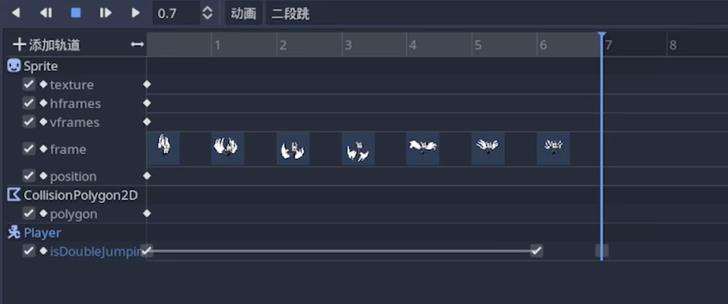 0.7 动画 二段跳
添加轨道 1 2 3 4 5 6 7 8
Sprite
texture
hframes
vframes
frame
position
CollisionPolygon2D
polygon
Player
isDoubleJumpin